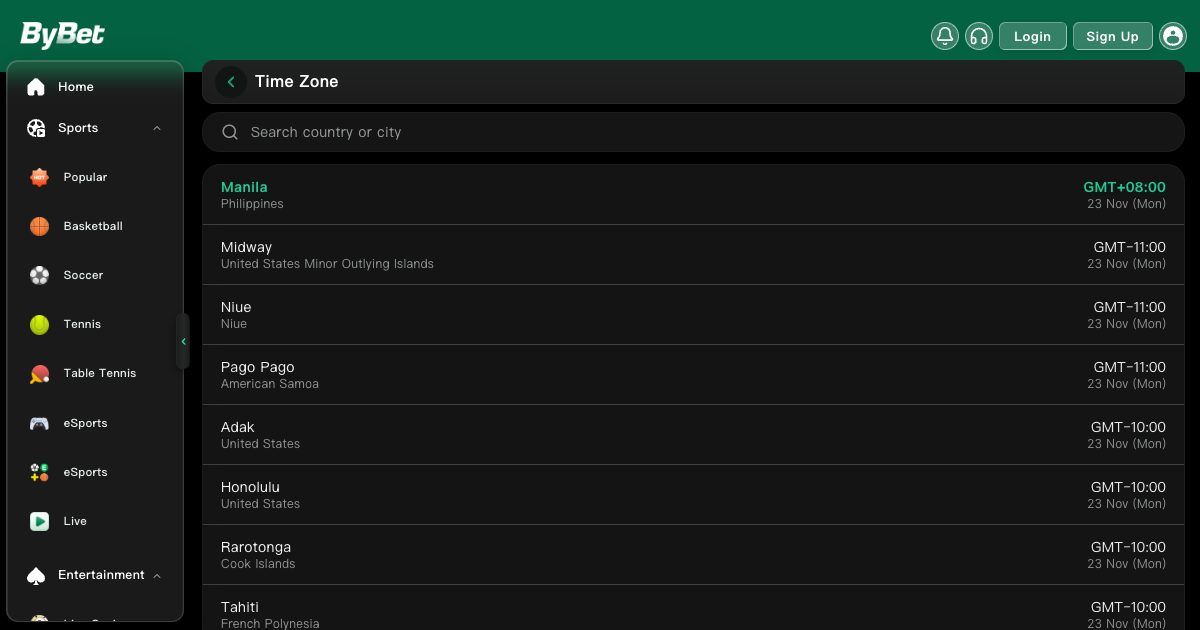 ByBet
Login
Sign Up
Home
Sports
HOT
Popular
Basketball
Soccer
Tennis
Table Tennis
eSports
eSports
Live
Entertainment
Time Zone
Search country or city
Manila
GMT+08:00
Philippines
23 Nov (Mon)
Midway
GMT-11:00
United States Minor Outlying Islands
23 Nov (Mon)
Niue
GMT-11:00
Niue
23 Nov (Mon)
Pago Pago
GMT-11:00
American Samoa
23 Nov (Mon)
Adak
GMT-10:00
United States
23 Nov (Mon)
Honolulu
GMT-10:00
United States
23 Nov (Mon)
Rarotonga
GMT-10:00
Cook Islands
23 Nov (Mon)
Tahiti
GMT-10:00
French Polynesia
23 Nov (Mon)